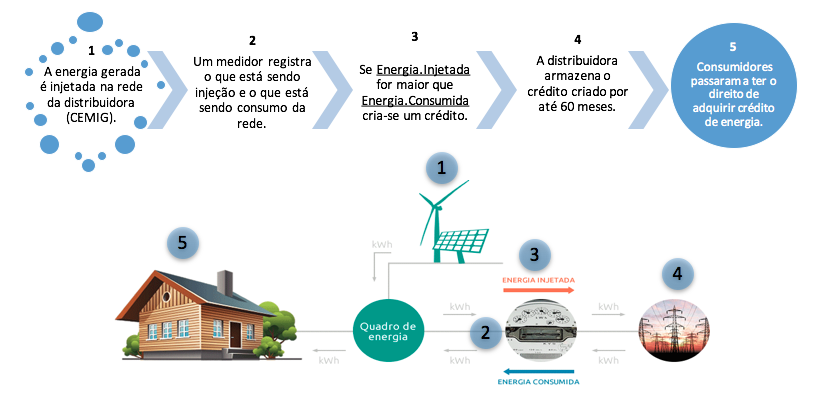 1
A energia gerada
é injetada na rede
da distribuidora
(CEMIG).
2
Um medidor registra
o que está sendo
injeção e o que está
sendo consumo da
rede.
3
Se Energia.Injetada
for maior que
Energia.Consumida
cria-se um crédito.
4
A distribuidora
armazena o
crédito criado por
até 60 meses.
5
Consumidores
passaram a ter o
direito de
adquirir crédito
de energia.
1
5
kWh
3
4
ENERGIA INJETADA
kWh
kWh
Quadro de
energia
2
kWh
kWh
kWh
ENERGIA CONSUMIDA